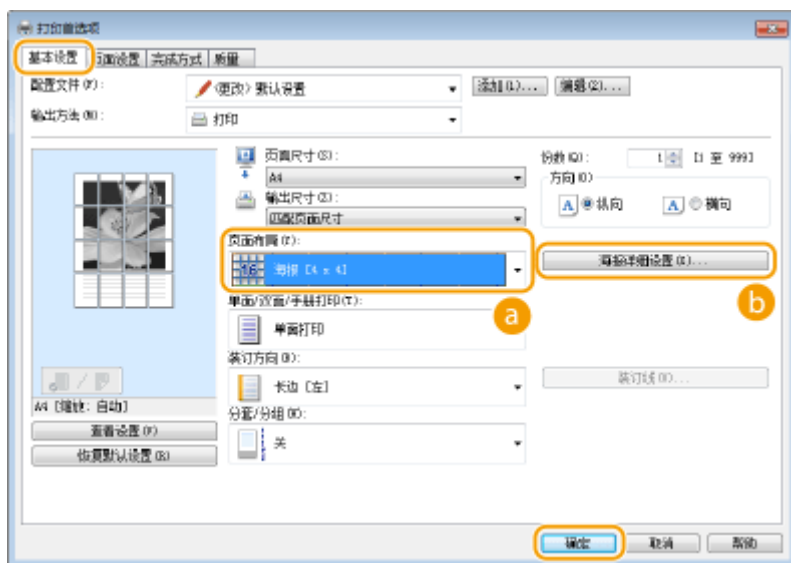 打印首选项
基本设置 页面设置 完成方式 质量
配置文件(F): (更改) 默认设置 添加(1)... 编辑(2)...
输出方法(N): 打印
页面尺寸(S):
A4
输出尺寸(Z):
匹配页面尺寸
页面布局(P):
16 海报 [4 x 4]
单面/双面/手册打印(T):
单面打印
装订方向(B):
长边 [左]
分套/分组(X):
关
份数(Q): 1 [1 至 999]
方向(O)
A 纵向 A 横向
海报详细设置(K)...
a
b
装订线(W)...
A4 [缩放: 自动]
查看设置(V)
恢复默认设置(R)
确定 取消 帮助